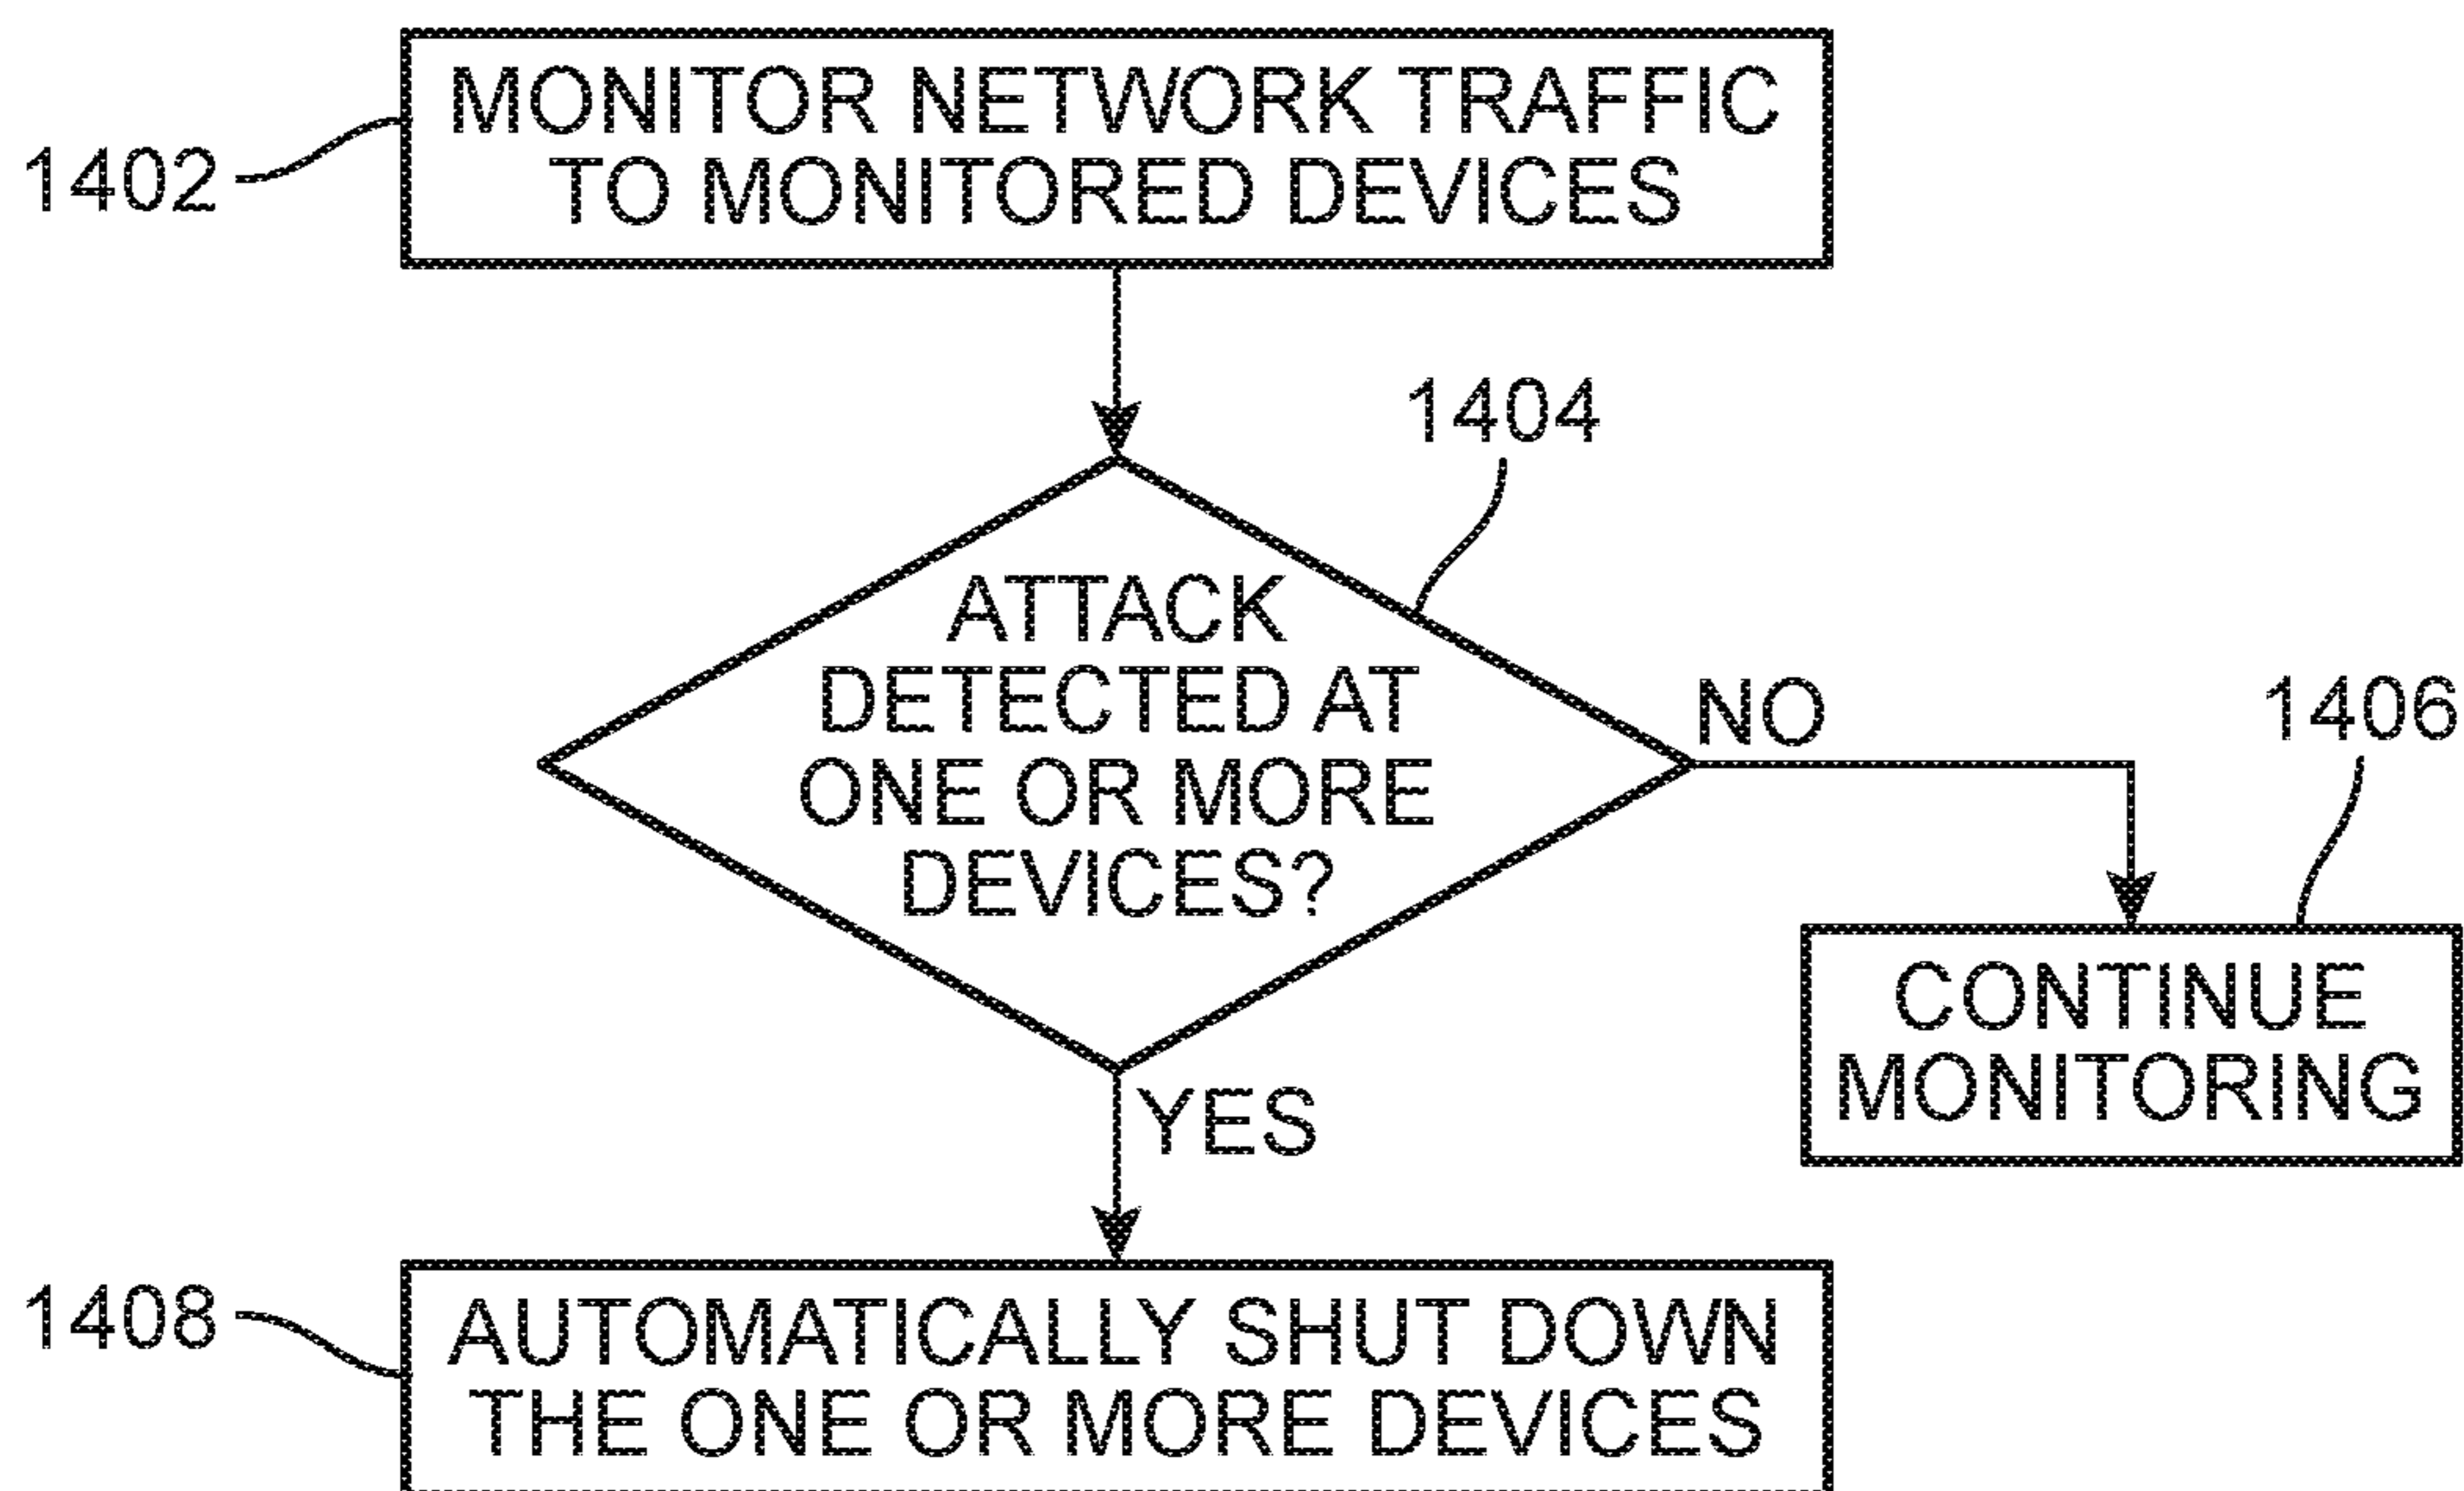 MONITOR NETWORK TRAFFIC
TO MONITORED DEVICES
1402
1404
ATTACK
DETECTED AT
ONE OR MORE
DEVICES?
NO
1406
CONTINUE
MONITORING
YES
1408
AUTOMATICALLY SHUT DOWN
THE ONE OR MORE DEVICES